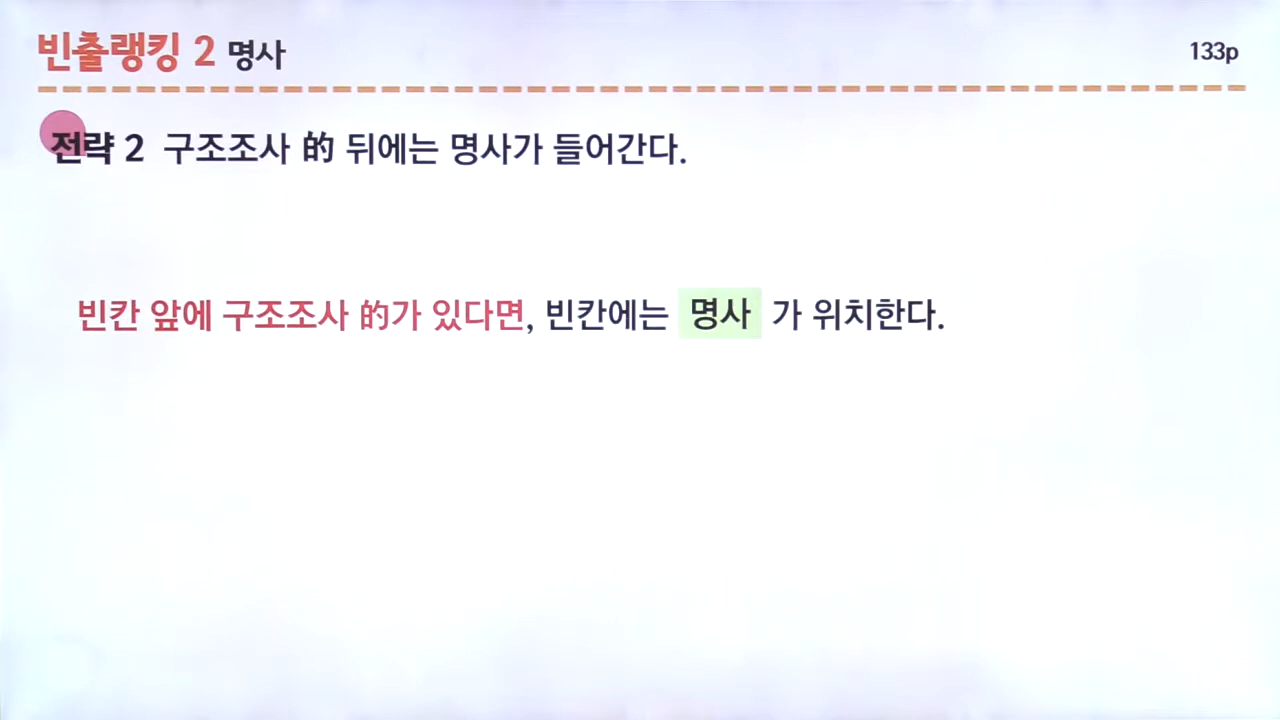 빈출랭킹 2 명사
133p
전략 2 구조조사 的 뒤에는 명사가 들어간다.
빈칸 앞에 구조조사 的가 있다면, 빈칸에는 명사 가 위치한다.